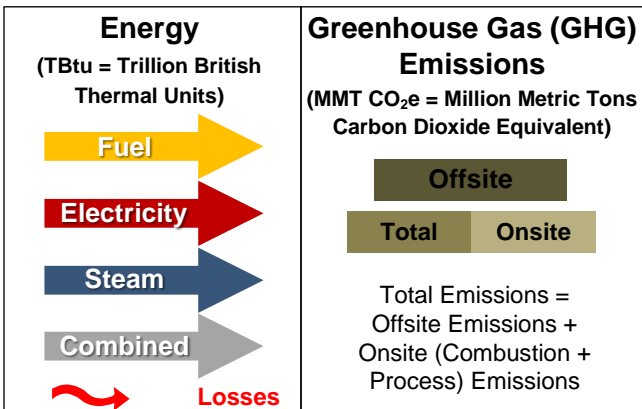 Energy
(TBtu = Trillion British
Thermal Units)
Fuel
Electricity
Steam
Combined
Losses
Greenhouse Gas (GHG)
Emissions
(MMT CO₂e = Million Metric Tons
Carbon Dioxide Equivalent)
Offsite
Total Onsite
Total Emissions =
Offsite Emissions +
Onsite (Combustion +
Process) Emissions